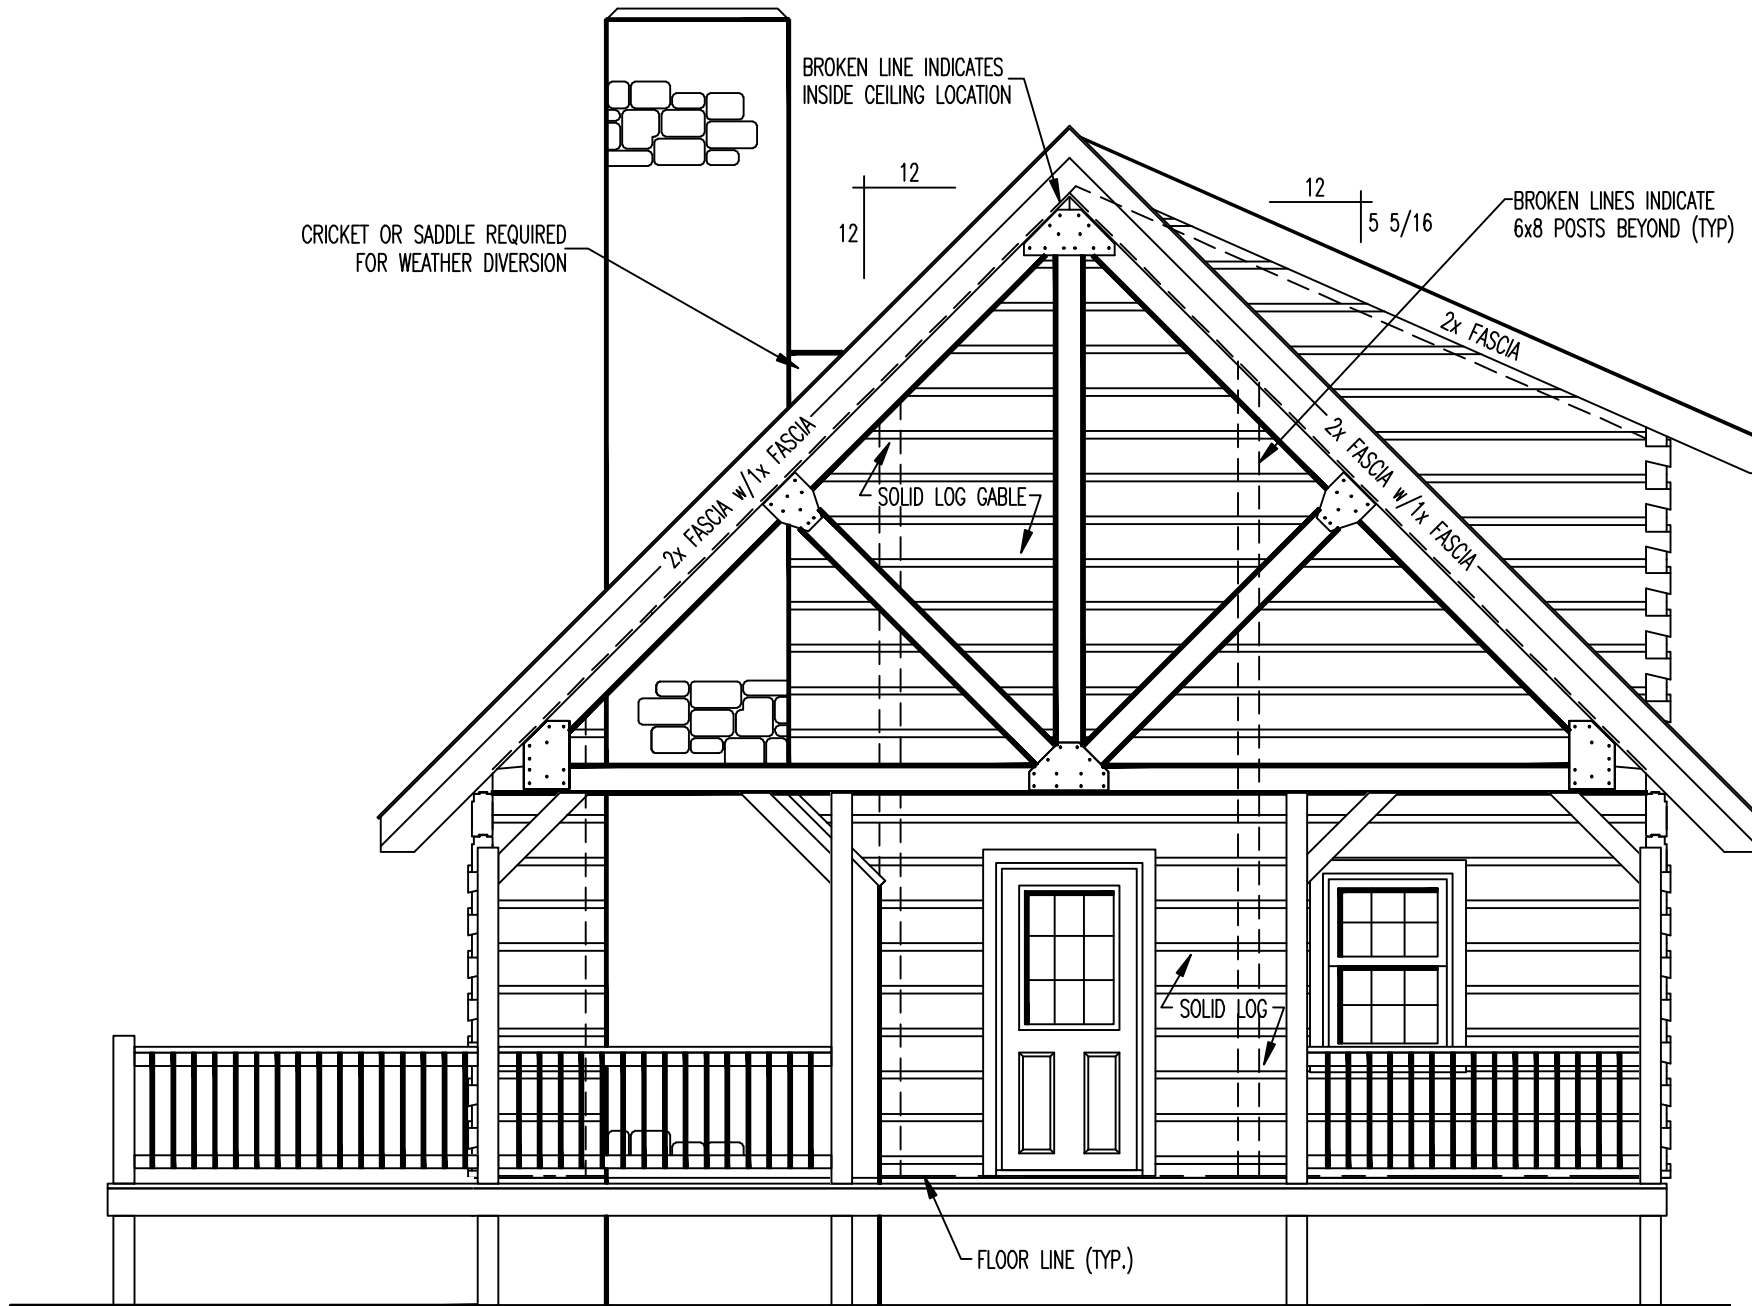 BROKEN LINE INDICATES
INSIDE CEILING LOCATION
12
12
12
5 5/16
BROKEN LINES INDICATE
6x8 POSTS BEYOND (TYP)
CRICKET OR SADDLE REQUIRED
FOR WEATHER DIVERSION
2x FASCIA
2x FASCIA w/1x FASCIA
2x FASCIA w/1x FASCIA
SOLID LOG GABLE
SOLID LOG
FLOOR LINE (TYP.)